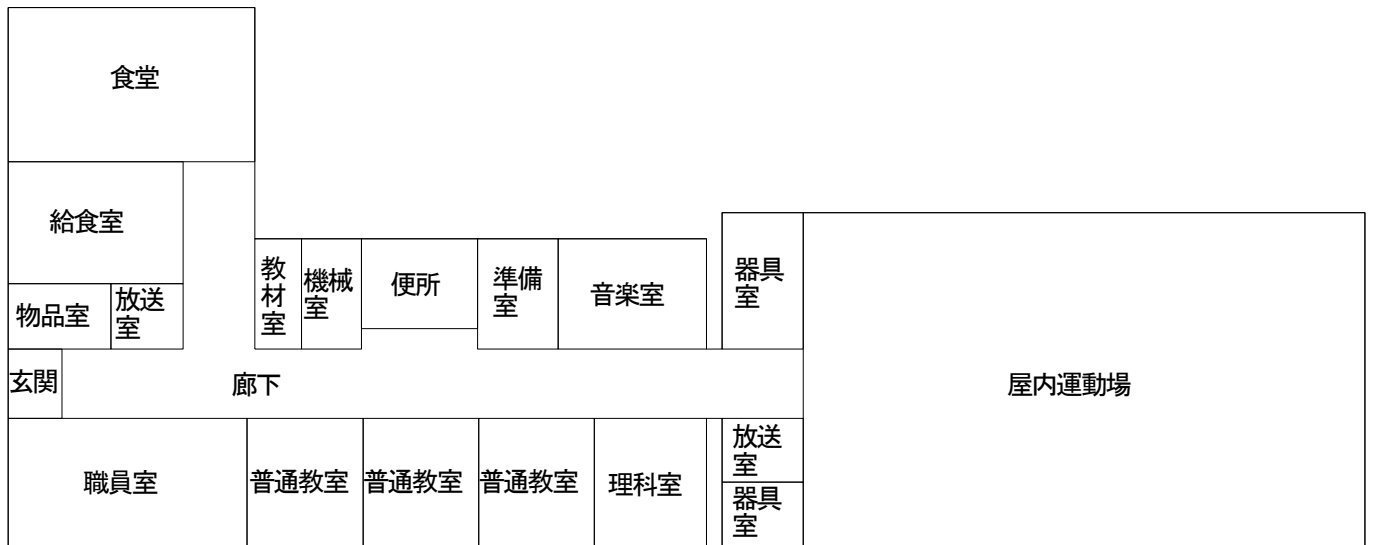 食堂
給食室
物品室
放送
室
教
材
室
機械
室
便所
準備
室
音楽室
器具
室
玄関
廊下
屋内運動場
職員室
普通教室
普通教室
普通教室
理科室
放送
室
器具
室